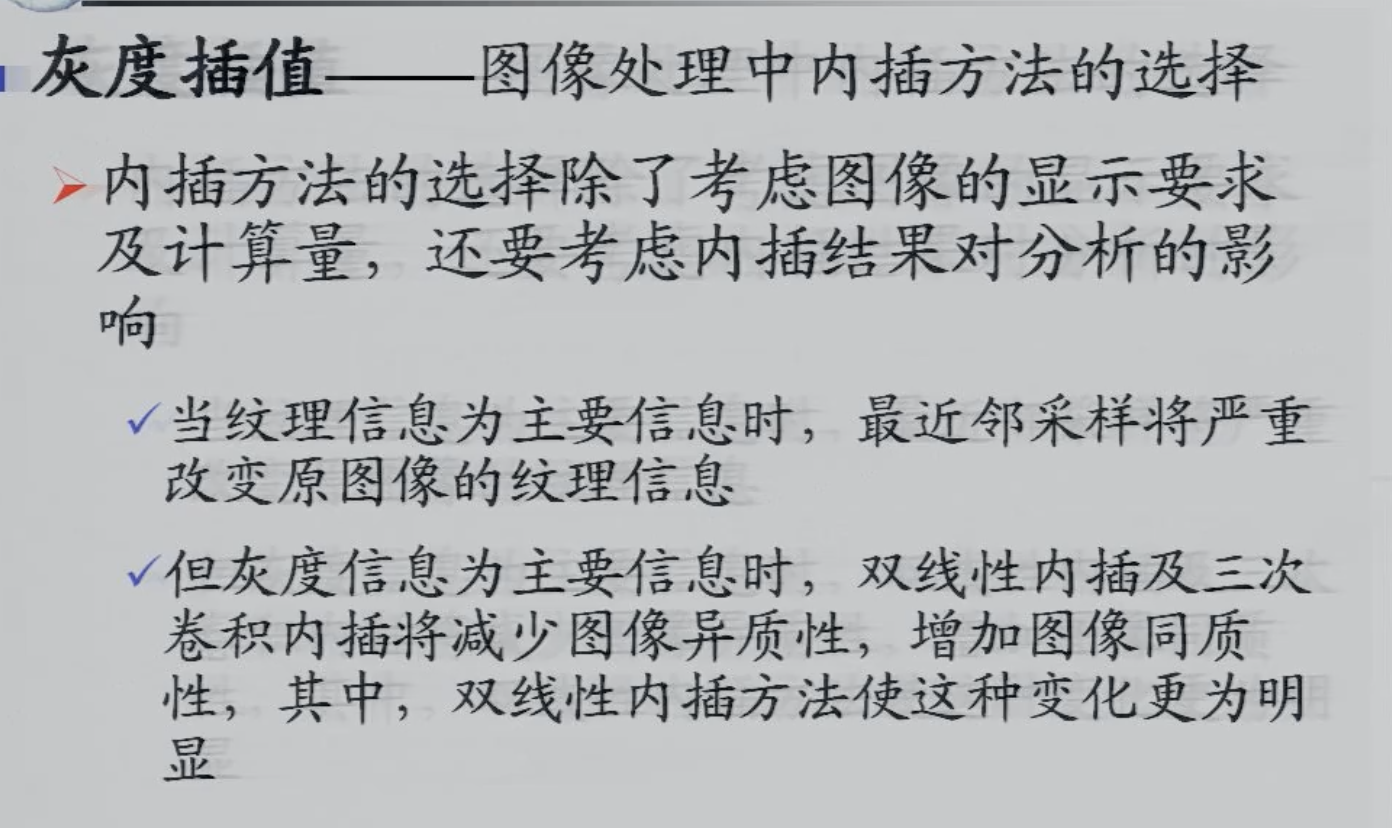 灰度插值——图像处理中内插方法的选择
内插方法的选择除了考虑图像的显示要求
及计算量，还要考虑内插结果对分析的影
响
当纹理信息为主要信息时，最近邻采样将严重
改变原图像的纹理信息
但灰度信息为主要信息时，双线性内插及三次
卷积内插将减少图像异质性，增加图像同质
性，其中，双线性内插方法使这种变化更为明
显